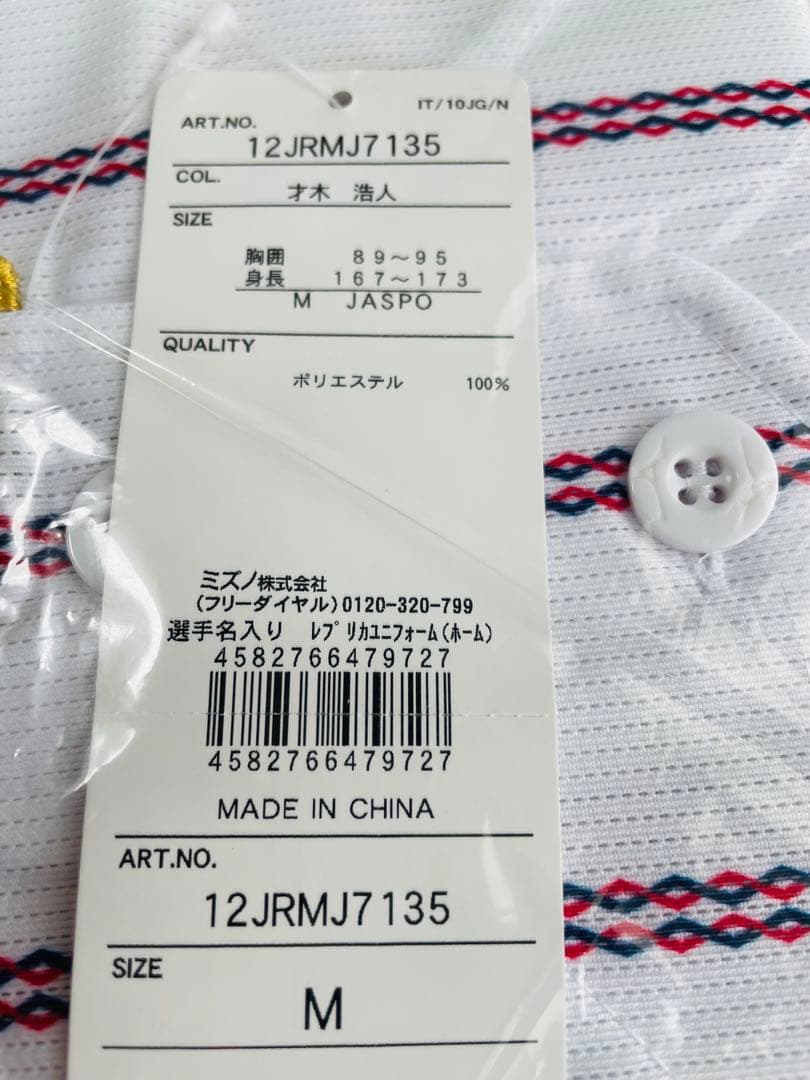 IT/10JG/N
ART.NO.
12JRMJ7135
COL.
才木　浩人
SIZE
胸囲　89～95
身長　167～173
M　JASPO
QUALITY
ポリエステル　100%
ミズノ株式会社
(フリーダイヤル)0120-320-799
選手名入り　ﾚﾌﾟﾘｶﾕﾆﾌｫｰﾑ(ﾎｰﾑ)
4582766479727
4582766479727
MADE IN CHINA
ART.NO.
12JRMJ7135
SIZE
M